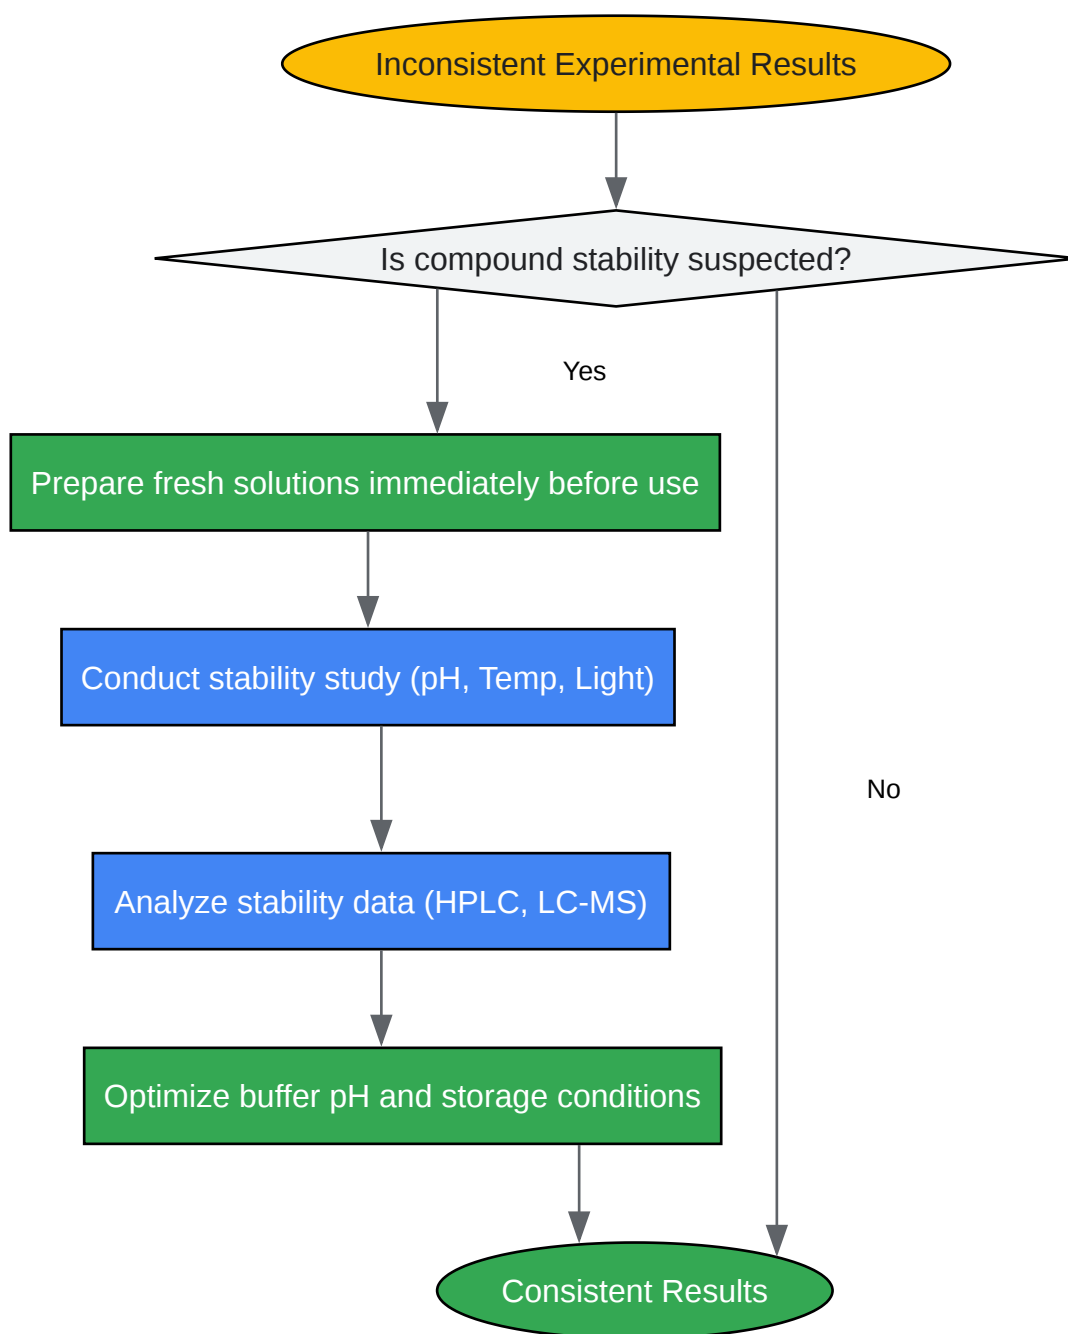 Inconsistent Experimental Results
Is compound stability suspected?
Yes
Prepare fresh solutions immediately before use
Conduct stability study (pH, Temp, Light)
No
Analyze stability data (HPLC, LC-MS)
Optimize buffer pH and storage conditions
Consistent Results